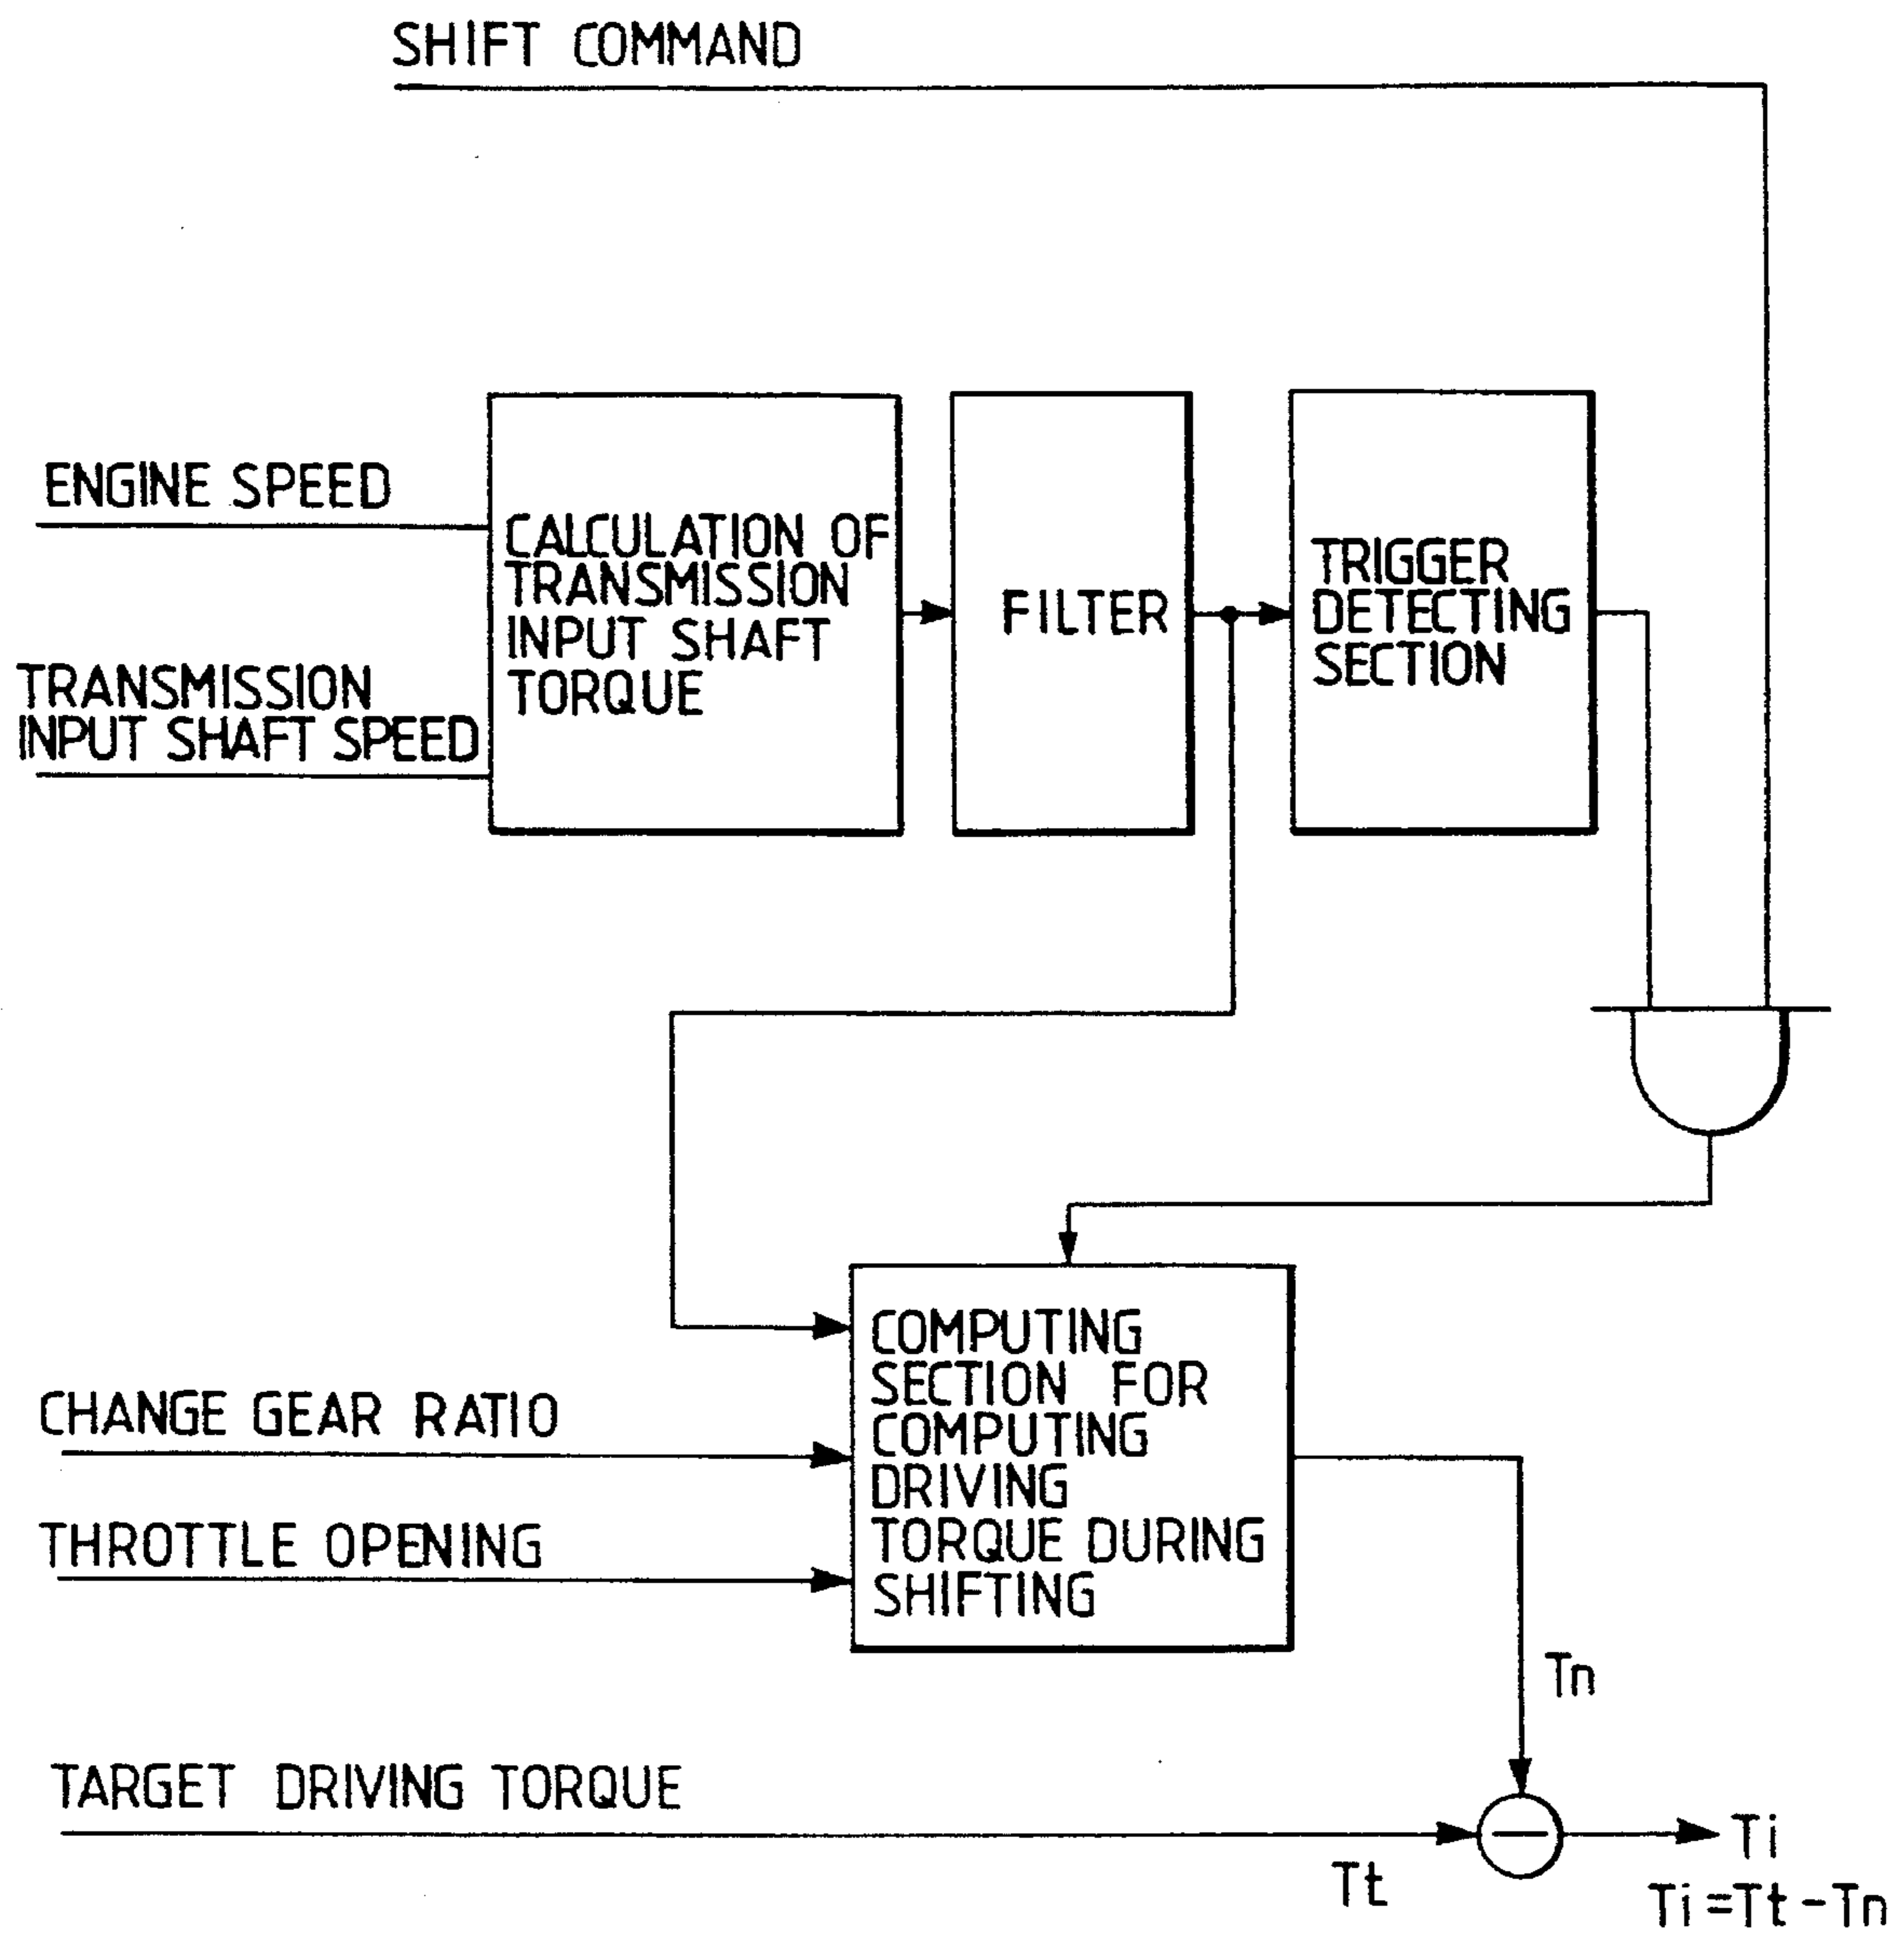 SHIFT COMMAND
ENGINE SPEED
TRANSMISSION
INPUT SHAFT SPEED
CALCULATION OF
TRANSMISSION
INPUT SHAFT
TORQUE
FILTER
TRIGGER
DETECTING
SECTION
CHANGE GEAR RATIO
THROTTLE OPENING
COMPUTING
SECTION FOR
COMPUTING
DRIVING
TORQUE DURING
SHIFTING
Tn
TARGET DRIVING TORQUE
Tt
Ti
Ti=Tt-Tn